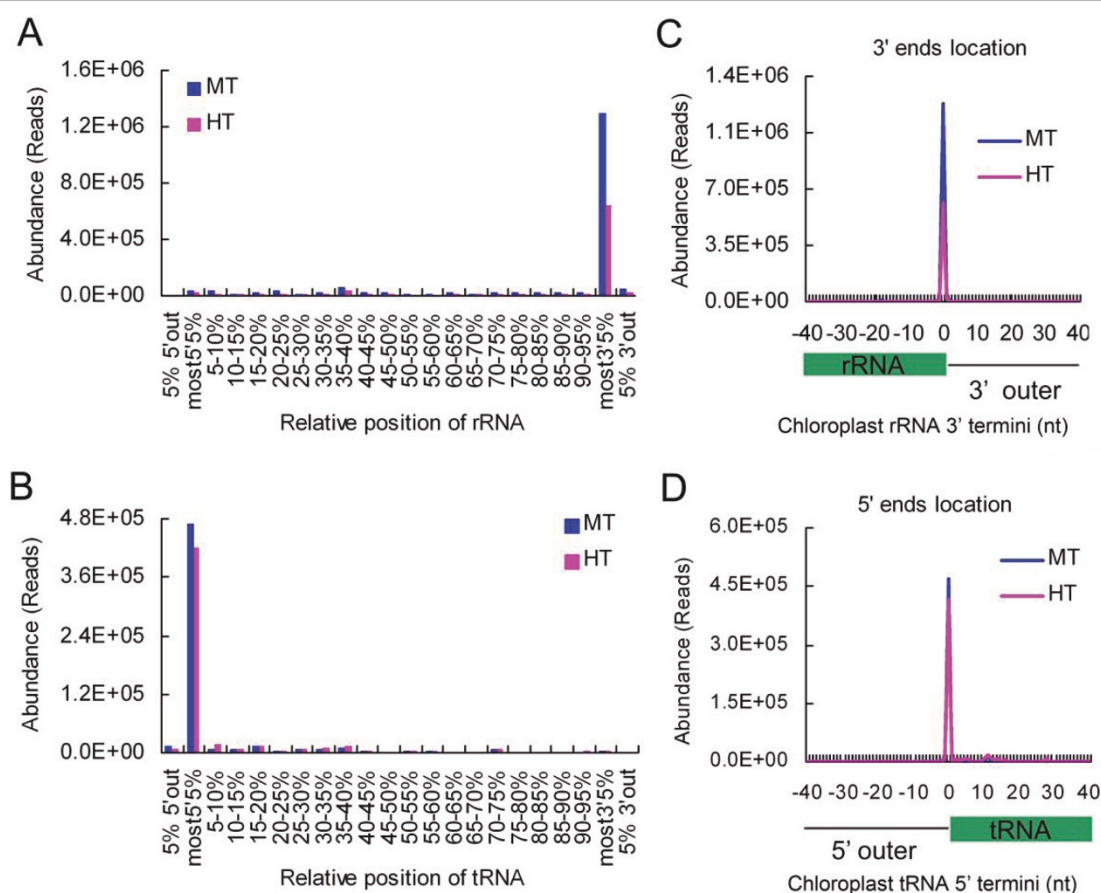 A
1.6E+06
1.2E+06
8.0E+05
4.0E+05
0.0E+00
Abundance (Reads)
MT
HT
5% 5'out
most5'5%
5-10%
10-15%
15-20%
20-25%
25-30%
30-35%
35-40%
40-45%
45-50%
50-55%
55-60%
60-65%
65-70%
70-75%
75-80%
80-85%
85-90%
90-95%
most3'5%
5% 3'out
Relative position of rRNA
C
3' ends location
1.4E+06
1.1E+06
7.0E+05
3.5E+05
0.0E+00
Abundance (Reads)
MT
HT
-40 -30 -20 -10 0 10 20 30 40
rRNA
3' outer
Chloroplast rRNA 3' termini (nt)
B
4.8E+05
3.6E+05
2.4E+05
1.2E+05
0.0E+00
Abundance (Reads)
MT
HT
5% 5'out
most5'5%
5-10%
10-15%
15-20%
20-25%
25-30%
30-35%
35-40%
40-45%
50-55%
55-60%
60-65%
65-70%
70-75%
75-80%
80-85%
85-90%
90-95%
most3'5%
5% 3'out
Relative position of tRNA
D
5' ends location
6.0E+05
4.5E+05
3.0E+05
1.5E+05
0.0E+00
Abundance (Reads)
MT
HT
-40 -30 -20 -10 0 10 20 30 40
5' outer
tRNA
Chloroplast tRNA 5' termini (nt)